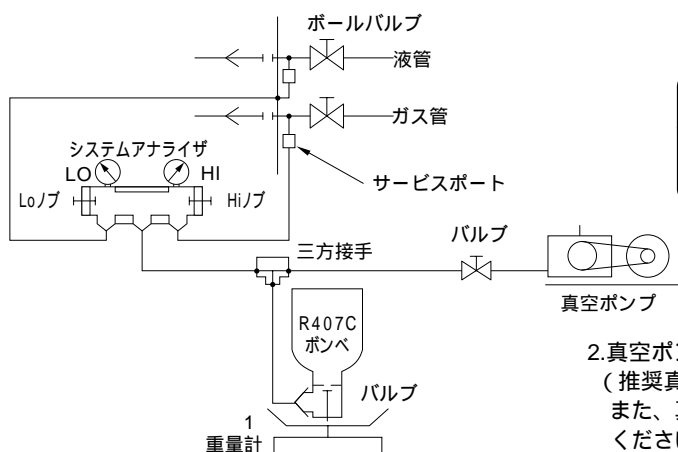 ボールバルブ
液管
ガス管
システムアナライザ
LO
HI
サービスポート
Loノブ
Hiノブ
バルブ
三方接手
真空ポンプ
R407C
ボンベ
バルブ
1
重量計
2.真空ポン
(推奨真
また、真
くださ